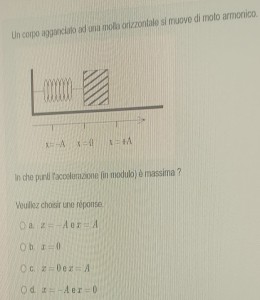 Un corpo agganciato ad una molla orizzontale si muove di moto armonico.
x=-A x=0 x=+A
In che punti l'accelerazione (in modulo) è massima ?
Veuillez choisir une réponse.
a. x = -A e x = A
b. x = 0
c. x = 0 e x = A
d. x = -A e x = 0